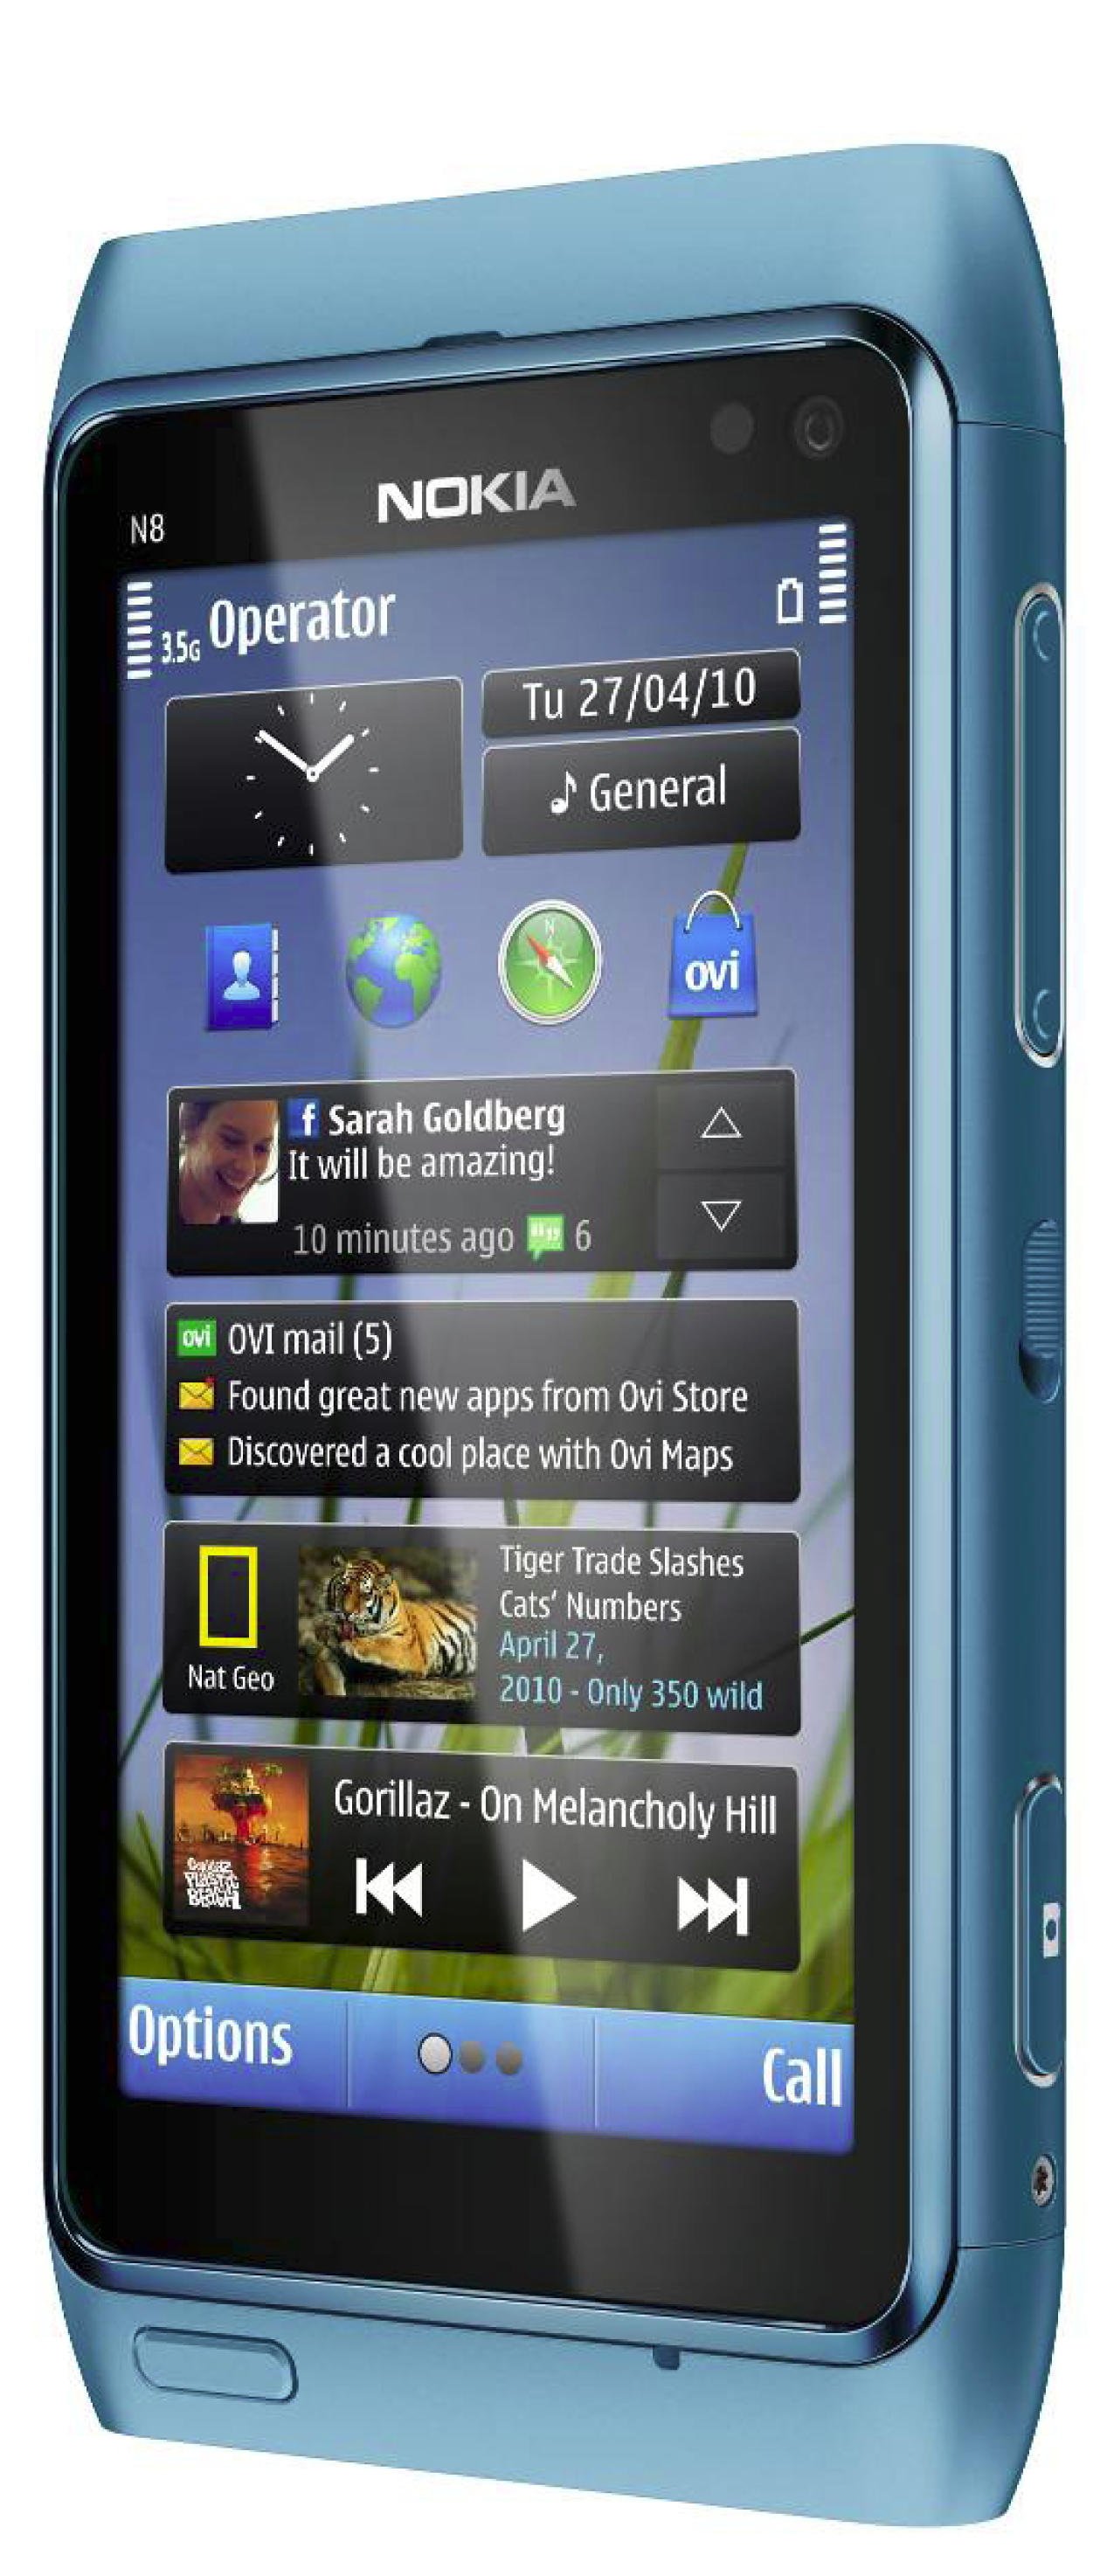 NOKIA
N8
3.5G Operator
Tu 27/04/10
General
N
ovi
f Sarah Goldberg
It will be amazing!
10 minutes ago 6
ovi OVI mail (5)
Found great new apps from Ovi Store
Discovered a cool place with Ovi Maps
Nat Geo
Tiger Trade Slashes
Cats' Numbers
April 27,
2010 - Only 350 wild
Gorillaz - On Melancholy Hill
GORILLAZ
PLASTIC
BEACH
Options
Call